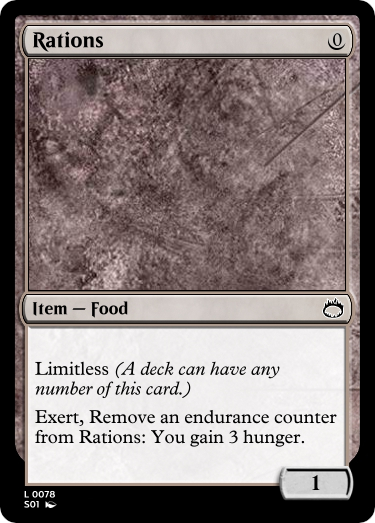 Rations 0
Item — Food
Limitless (A deck can have any
number of this card.)
Exert, Remove an endurance counter
from Rations: You gain 3 hunger.
1
L 0078
S01